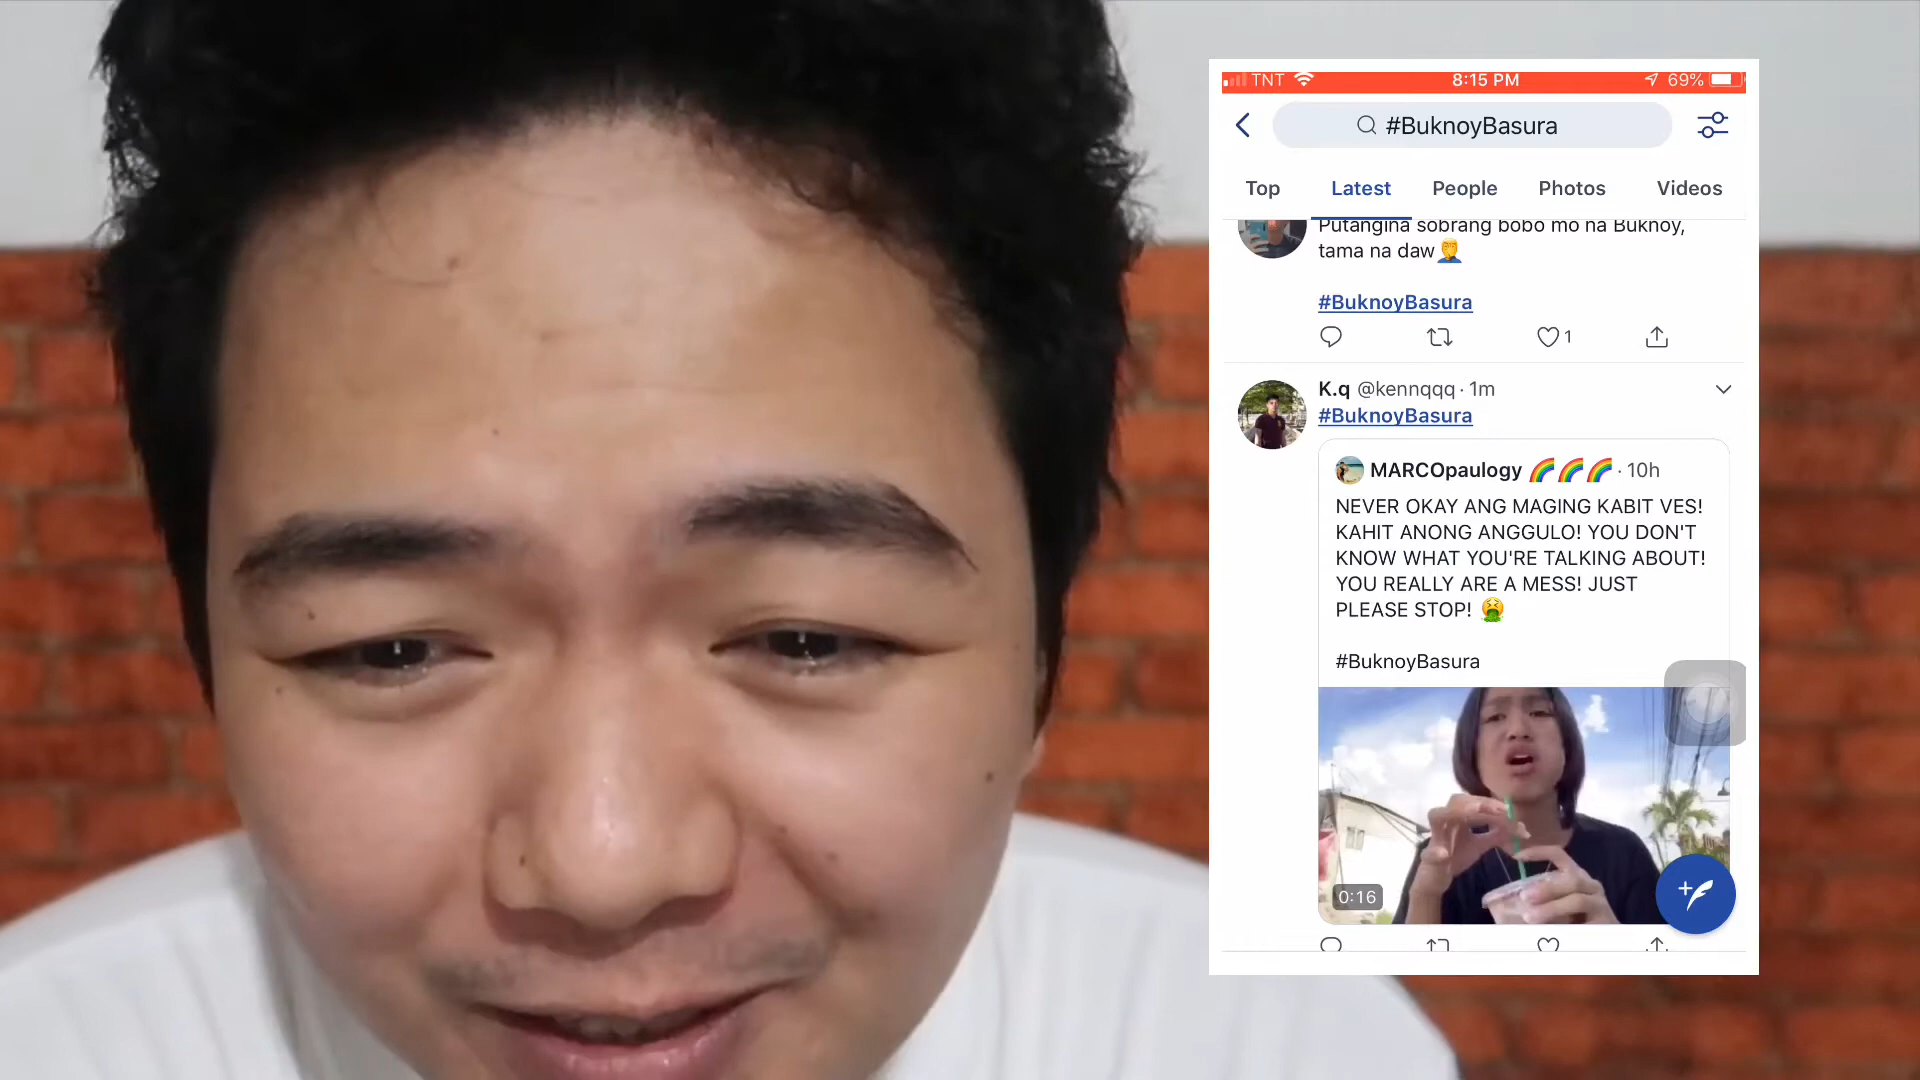 TNT 8:15 PM 69%
#BuknoyBasura
Top Latest People Photos Videos
Putangina sobrang bobo mo na Buknoy,
tama na daw🤦‍♂️
#BuknoyBasura
1
K.q @kennqqq · 1m
#BuknoyBasura
MARCOpaulogy 🌈🌈🌈 · 10h
NEVER OKAY ANG MAGING KABIT VES!
KAHIT ANONG ANGGULO! YOU DON'T
KNOW WHAT YOU'RE TALKING ABOUT!
YOU REALLY ARE A MESS! JUST
PLEASE STOP! 🤮
#BuknoyBasura
0:16